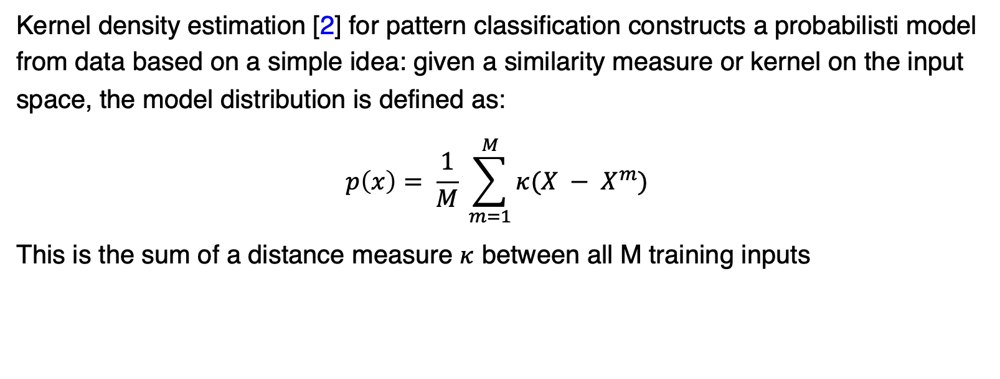 Kernel density estimation [2] for pattern classification constructs a probabilisti model
from data based on a simple idea: given a similarity measure or kernel on the input
space, the model distribution is defined as:
p(x) = \frac{1}{M} \sum_{m=1}^{M} κ(X − X^m)
This is the sum of a distance measure κ between all M training inputs